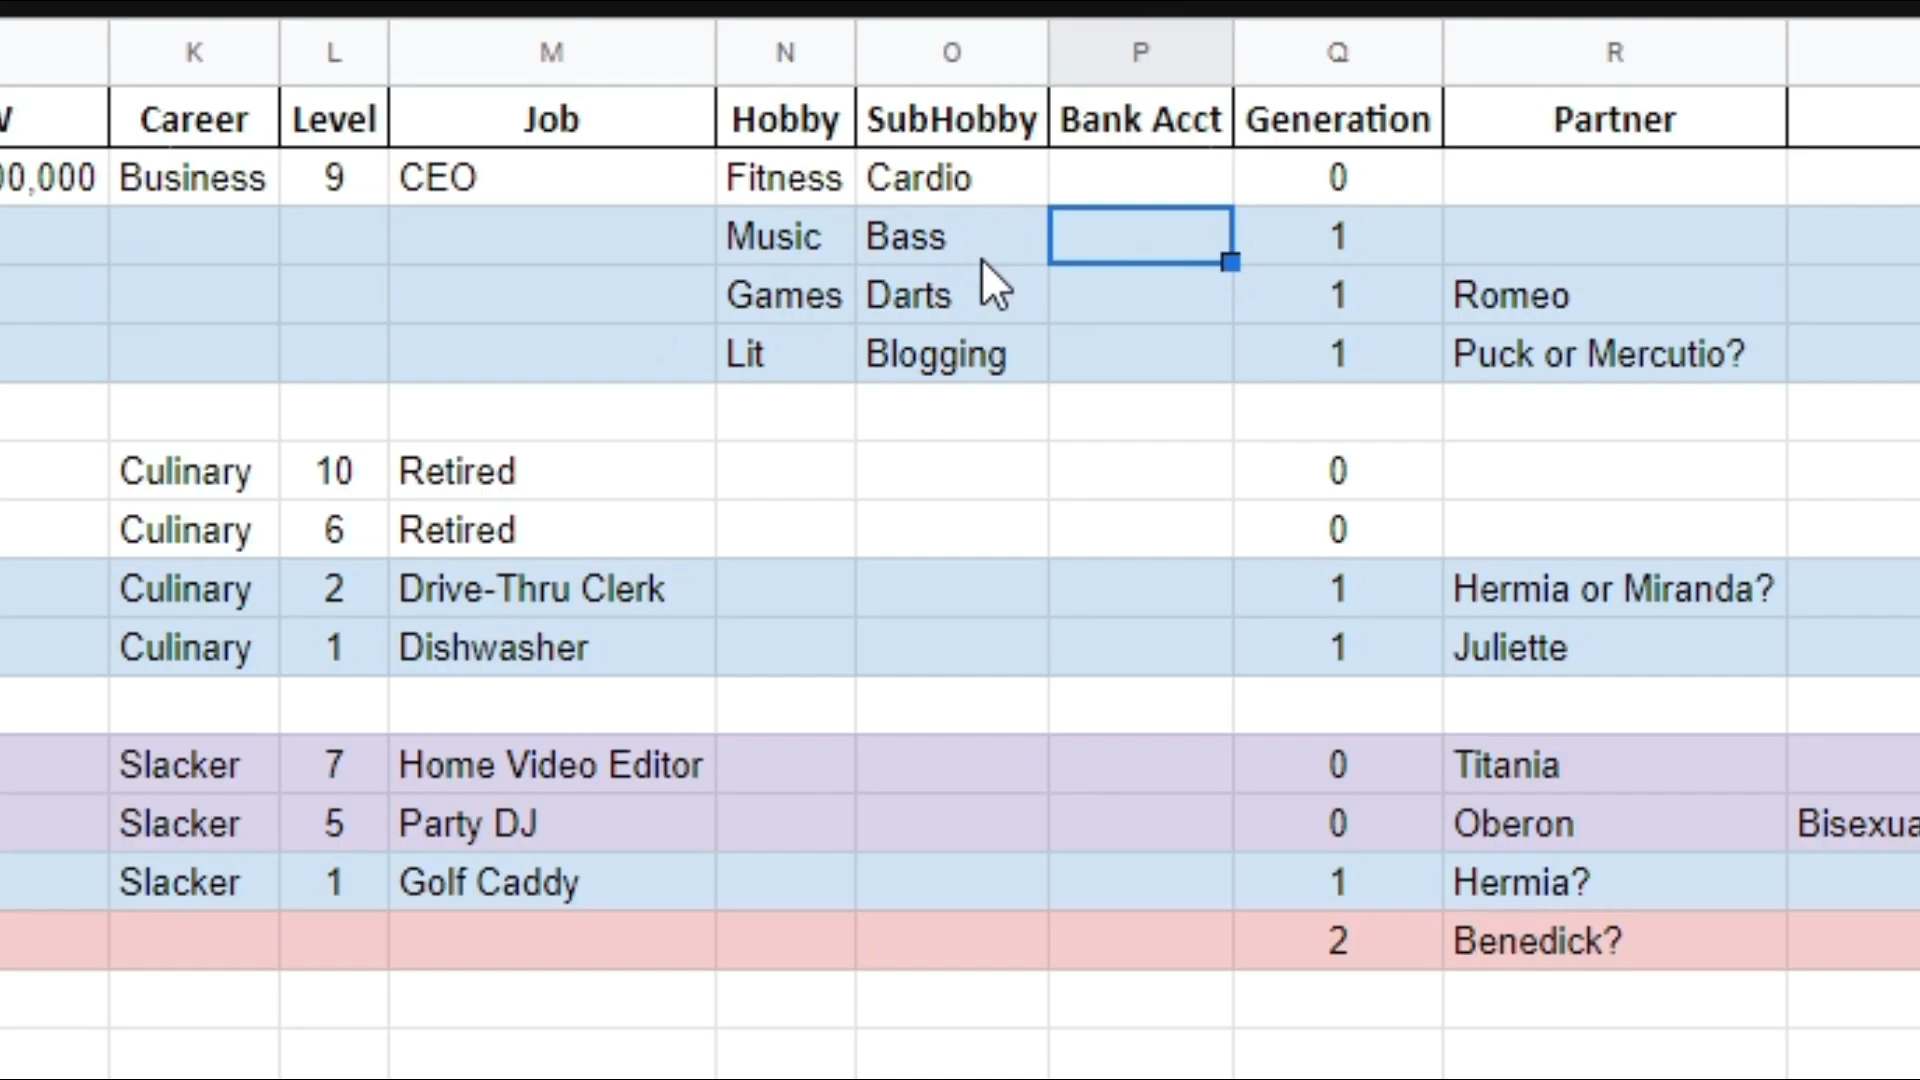 K L M N O P Q R
Career Level Job Hobby SubHobby Bank Acct Generation Partner
00,000 Business 9 CEO Fitness Cardio 0
Music Bass 1
Games Darts 1 Romeo
Lit Blogging 1 Puck or Mercutio?
Culinary 10 Retired 0
Culinary 6 Retired 0
Culinary 2 Drive-Thru Clerk 1 Hermia or Miranda?
Culinary 1 Dishwasher 1 Juliette
Slacker 7 Home Video Editor 0 Titania
Slacker 5 Party DJ 0 Oberon Bisexua
Slacker 1 Golf Caddy 1 Hermia?
2 Benedick?